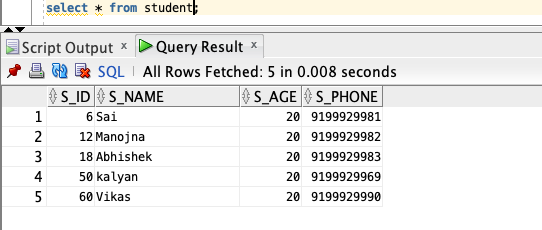 select * from student;
Script Output x Query Result x
SQL | All Rows Fetched: 5 in 0.008 seconds
S_ID S_NAME S_AGE S_PHONE
1 6 Sai 20 9199929981
2 12 Manojna 20 9199929982
3 18 Abhishek 20 9199929983
4 50 kalyan 20 9199929969
5 60 Vikas 20 9199929990